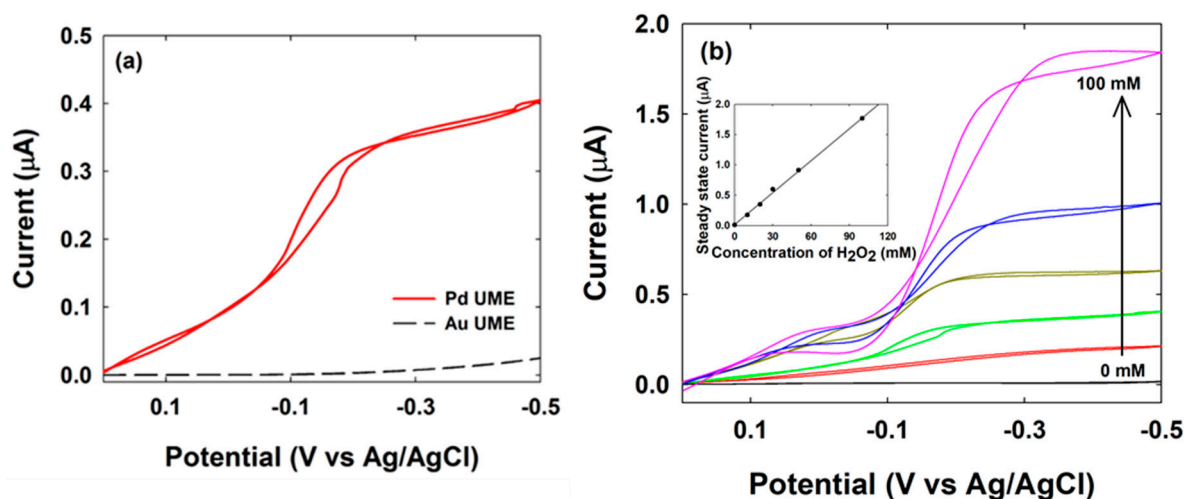 (a)
0.5
0.4
0.3
0.2
0.1
0.0
Current (μA)
Pd UME
Au UME
0.1
-0.1
-0.3
-0.5
Potential (V vs Ag/AgCl)
(b)
2.0
1.5
1.0
0.5
0.0
Current (μA)
100 mM
0 mM
Steady state current (μA)
2.0
1.5
1.0
0.5
0.0
0
30
60
90
120
Concentration of H₂O₂ (mM)
0.1
-0.1
-0.3
-0.5
Potential (V vs Ag/AgCl)